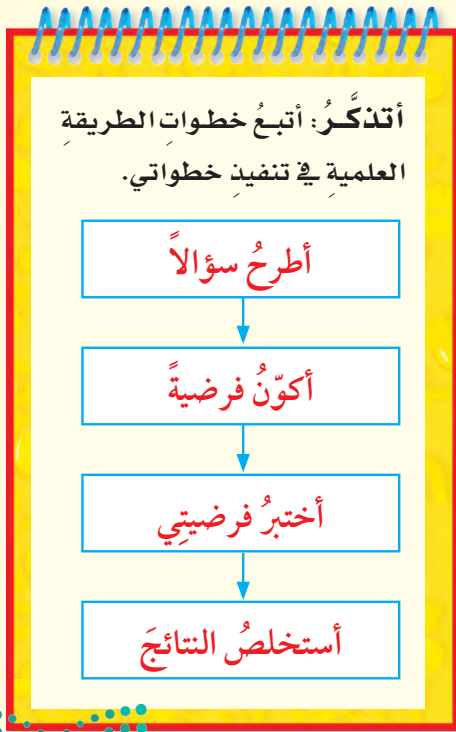 أتذكَّرُ: أتبعُ خطواتِ الطريقةِ
العلميةِ في تنفيذِ خطواتي.
أطرحُ سؤالاً
أكوّنُ فرضيةً
أختبرُ فرضيتِي
أستخلصُ النتائجَ